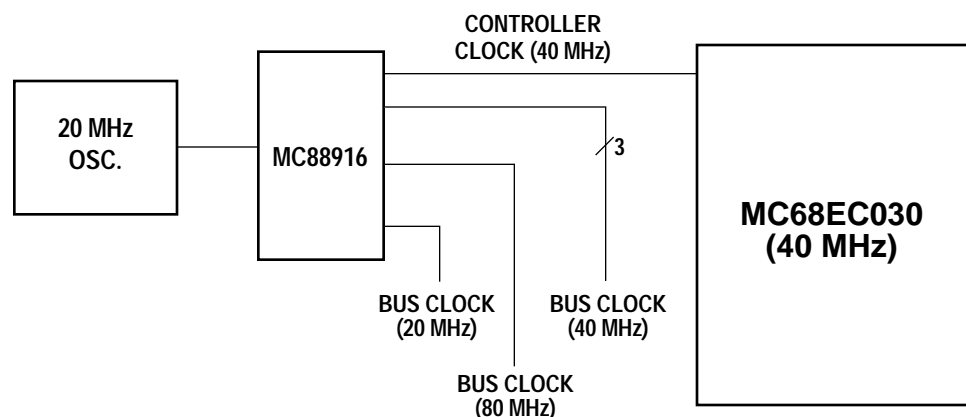 CONTROLLER
CLOCK (40 MHz)
20 MHz
OSC.
MC88916
3
MC68EC030
(40 MHz)
BUS CLOCK
(20 MHz)
BUS CLOCK
(40 MHz)
BUS CLOCK
(80 MHz)